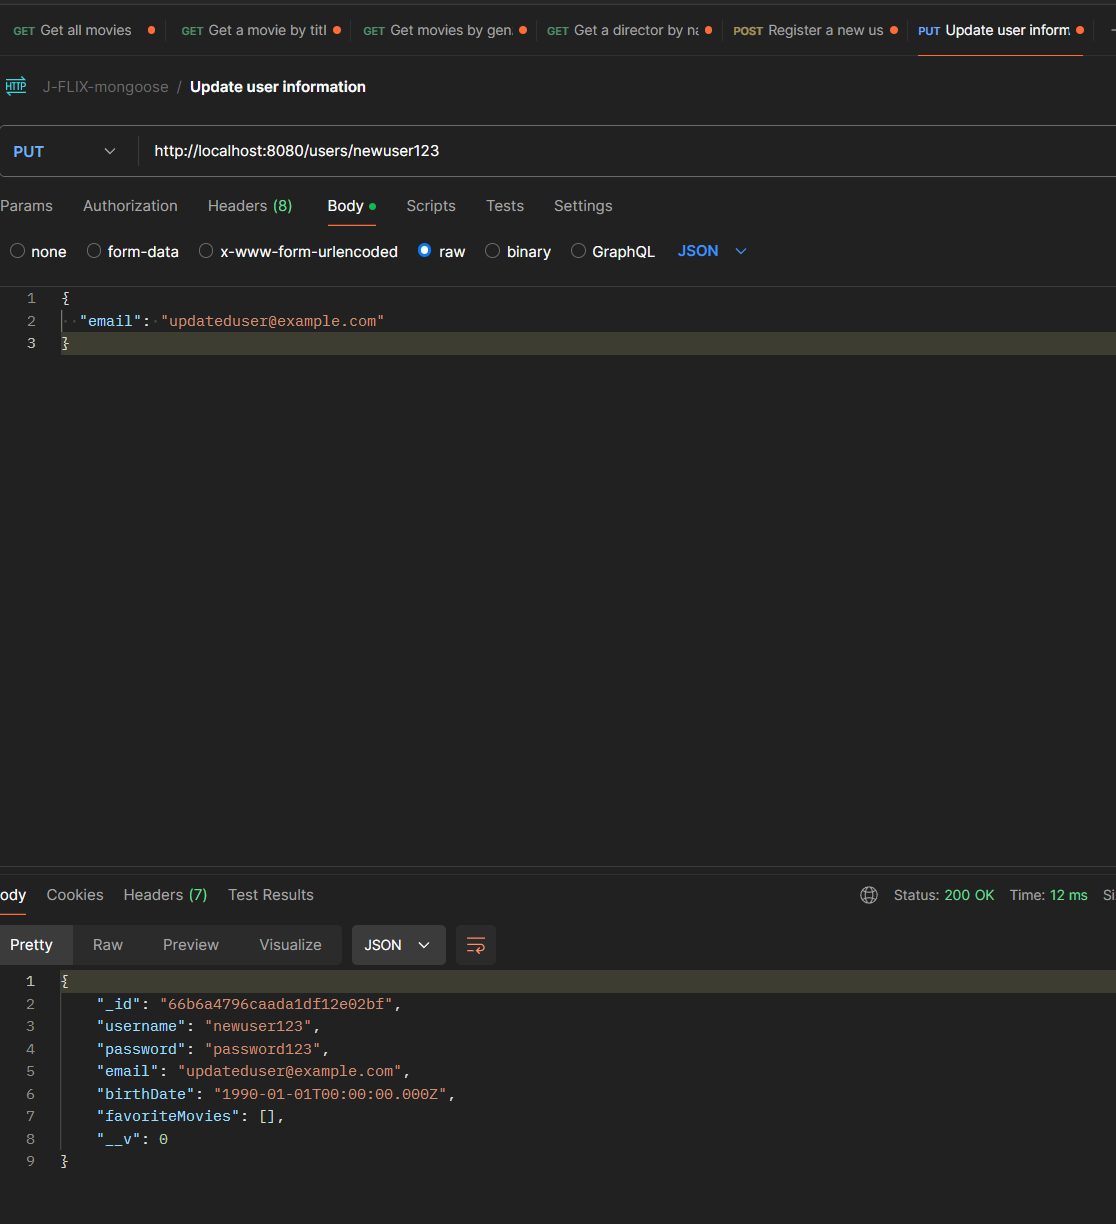 GET Get all movies GET Get a movie by titl GET Get movies by gen. GET Get a director by na POST Register a new us PUT Update user inform
HTTP J-FLIX-mongoose / Update user information
PUT http://localhost:8080/users/newuser123
Params Authorization Headers (8) Body Scripts Tests Settings
none form-data x-www-form-urlencoded raw binary GraphQL JSON
1 {
2 "email": "updateduser@example.com"
3 }
ody Cookies Headers (7) Test Results Status: 200 OK Time: 12 ms Si
Pretty Raw Preview Visualize JSON
1 {
2 "_id": "66b6a4796caada1df12e02bf",
3 "username": "newuser123",
4 "password": "password123",
5 "email": "updateduser@example.com",
6 "birthDate": "1990-01-01T00:00:00.000Z",
7 "favoriteMovies": [],
8 "__v": 0
9 }